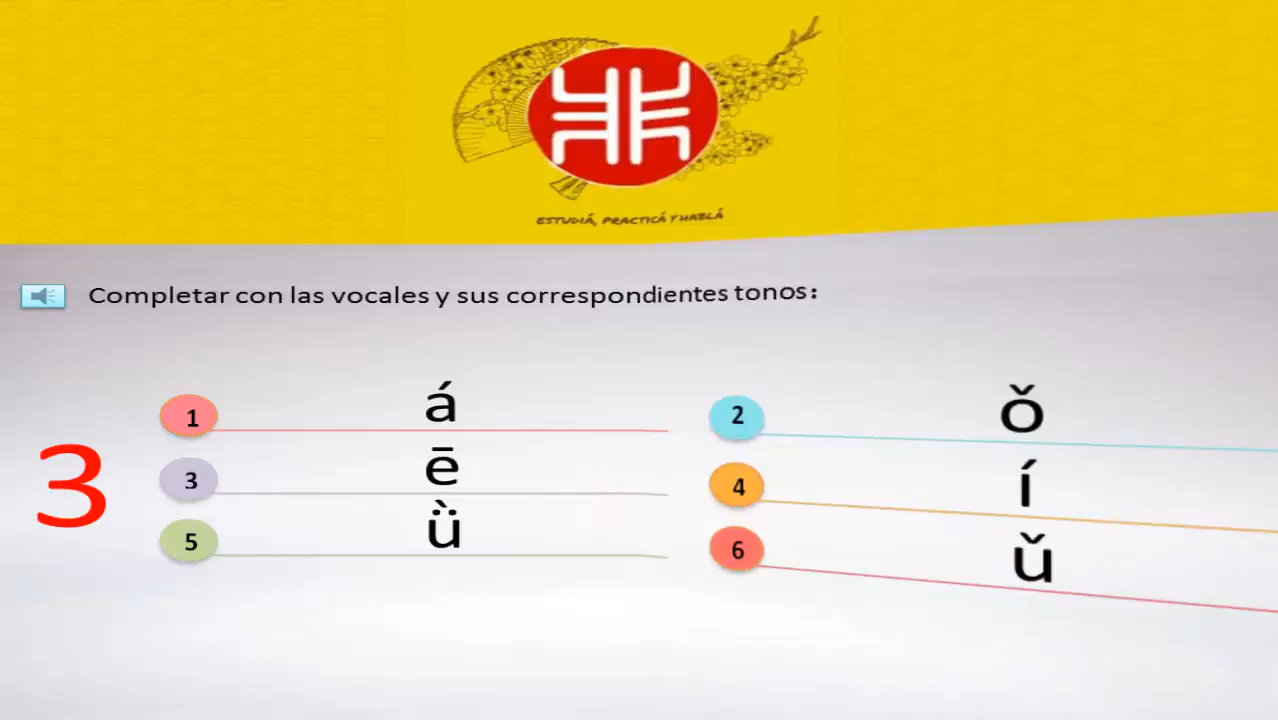 ESTUDIÁ, PRACTICÁ Y HABLÁ
Completar con las vocales y sus correspondientes tonos:
3
1 á
2 ǒ
3 ē
4 í
5 ǜ
6 ǔ